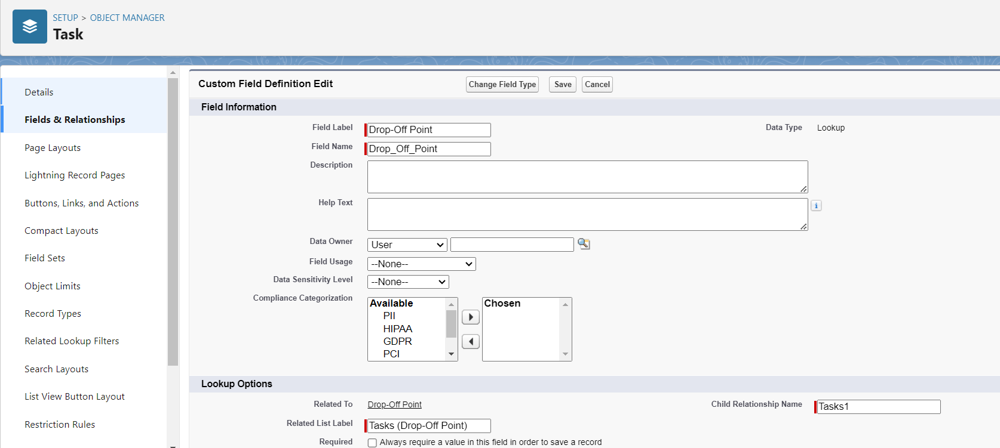 SETUP > OBJECT MANAGER
Task
Details
Fields & Relationships
Page Layouts
Lightning Record Pages
Buttons, Links, and Actions
Compact Layouts
Field Sets
Object Limits
Record Types
Related Lookup Filters
Search Layouts
List View Button Layout
Restriction Rules
Custom Field Definition Edit Change Field Type Save Cancel
Field Information
Field Label Drop-Off Point Data Type Lookup
Field Name Drop_Off_Point
Description
Help Text i
Data Owner User
Field Usage --None--
Data Sensitivity Level --None--
Compliance Categorization
Available Chosen
PII
HIPAA
GDPR
PCI
Lookup Options
Related To Drop-Off Point Child Relationship Name Tasks1
Related List Label Tasks (Drop-Off Point)
Required Always require a value in this field in order to save a record